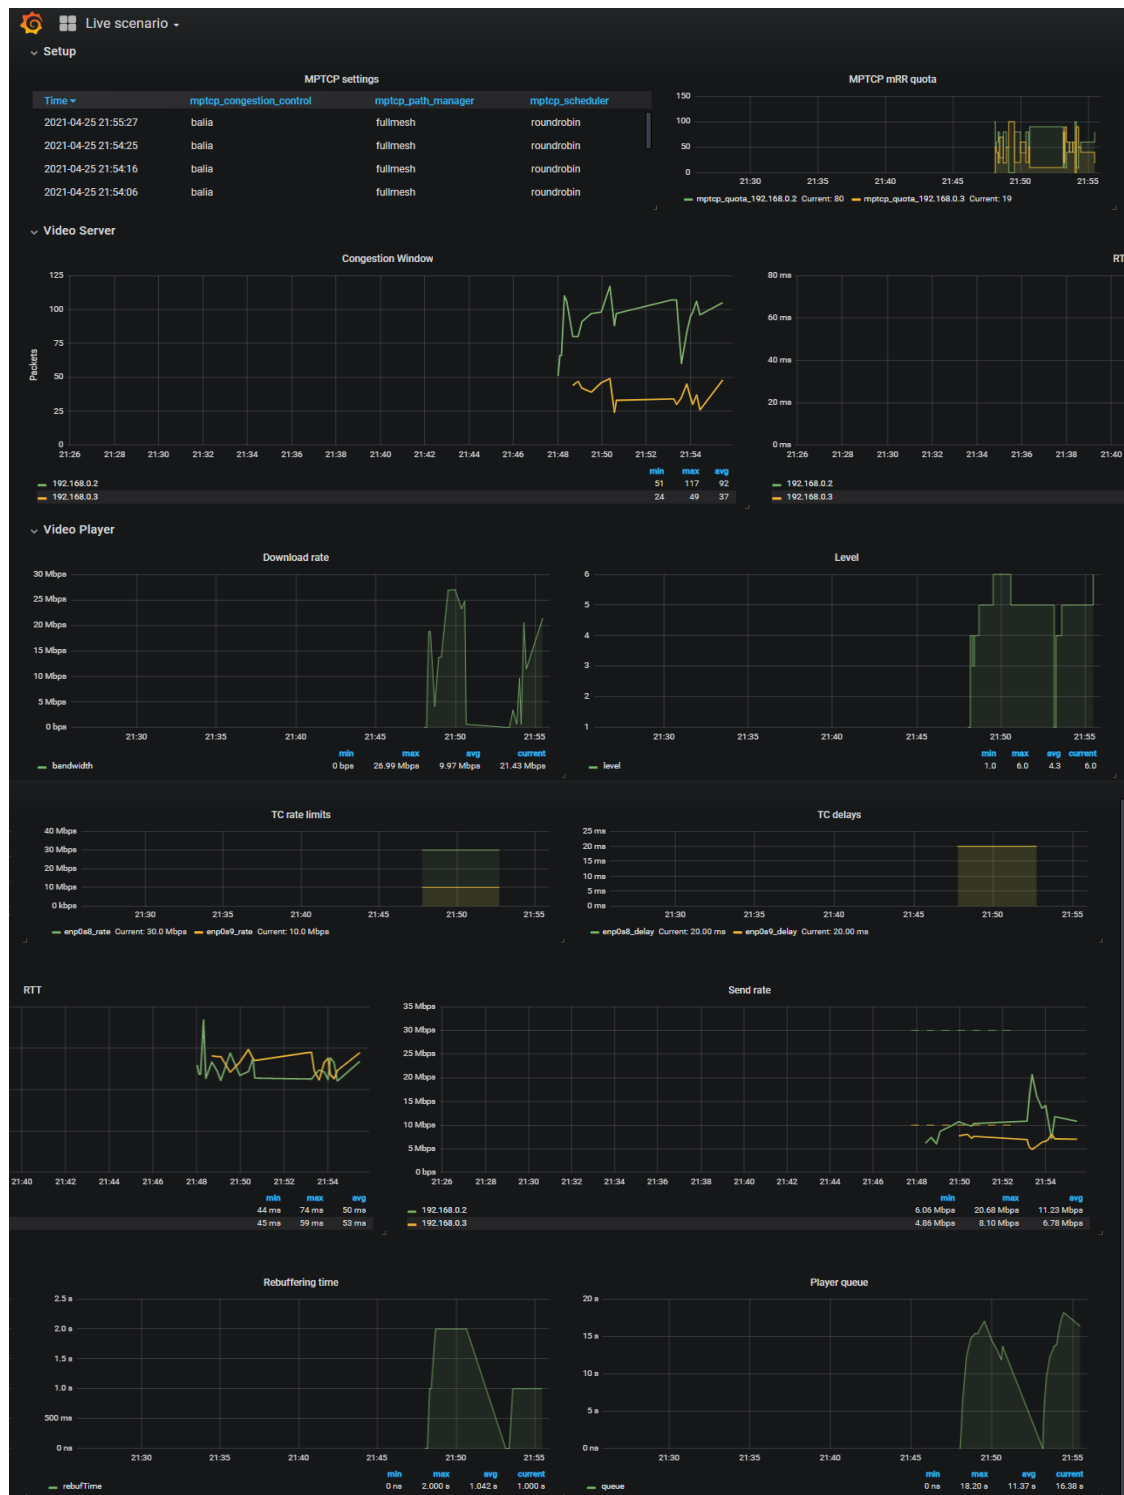 Live scenario
Setup
MPTCP settings
Time mptcp_congestion_control mptcp_path_manager mptcp_scheduler
2021-04-25 21:55:27 balia fullmesh roundrobin
2021-04-25 21:54:25 balia fullmesh roundrobin
2021-04-25 21:54:16 balia fullmesh roundrobin
2021-04-25 21:54:06 balia fullmesh roundrobin
MPTCP mRR quota
150
100
50
0
21:30 21:35 21:40 21:45 21:50 21:55
mptcp_quota_192.168.0.2 Current: 80 mptcp_quota_192.168.0.3 Current: 19
Video Server
Congestion Window
Packets
125
100
75
50
25
0
21:26 21:28 21:30 21:32 21:34 21:36 21:38 21:40 21:42 21:44 21:46 21:48 21:50 21:52 21:54
min max avg
192.168.0.2 51 117 92
192.168.0.3 24 49 37
RT
80 ms
60 ms
40 ms
20 ms
0 ms
21:26 21:28 21:30 21:32 21:34 21:36 21:38 21:40
192.168.0.2
192.168.0.3
Video Player
Download rate
30 Mbps
25 Mbps
20 Mbps
15 Mbps
10 Mbps
5 Mbps
0 bps
21:30 21:35 21:40 21:45 21:50 21:55
min max avg current
bandwidth 0 bps 26.99 Mbps 9.97 Mbps 21.43 Mbps
Level
6
5
4
3
2
1
21:30 21:35 21:40 21:45 21:50 21:55
min max avg current
level 1.0 6.0 4.3 6.0
TC rate limits
40 Mbps
30 Mbps
20 Mbps
10 Mbps
0 kbps
21:30 21:35 21:40 21:45 21:50 21:55
enp0s8_rate Current: 30.0 Mbps enp0s9_rate Current: 10.0 Mbps
TC delays
25 ms
20 ms
15 ms
10 ms
5 ms
0 ms
21:30 21:35 21:40 21:45 21:50 21:55
enp0s8_delay Current: 20.00 ms enp0s9_delay Current: 20.00 ms
RTT
21:40 21:42 21:44 21:46 21:48 21:50 21:52 21:54
min max avg
44 ms 74 ms 50 ms
45 ms 59 ms 53 ms
Send rate
35 Mbps
30 Mbps
25 Mbps
20 Mbps
15 Mbps
10 Mbps
5 Mbps
0 bps
21:26 21:28 21:30 21:32 21:34 21:36 21:38 21:40 21:42 21:44 21:46 21:48 21:50 21:52 21:54
min max avg
192.168.0.2 6.06 Mbps 20.68 Mbps 11.23 Mbps
192.168.0.3 4.86 Mbps 8.10 Mbps 6.78 Mbps
Rebuffering time
2.5 s
2.0 s
1.5 s
1.0 s
500 ms
0 ns
21:30 21:35 21:40 21:45 21:50 21:55
min max avg current
rebufTime 0 ns 2.000 s 1.042 s 1.000 s
Player queue
20 s
15 s
10 s
5 s
0 ns
21:30 21:35 21:40 21:45 21:50 21:55
min max avg current
queue 0 ns 18.20 s 11.37 s 16.38 s